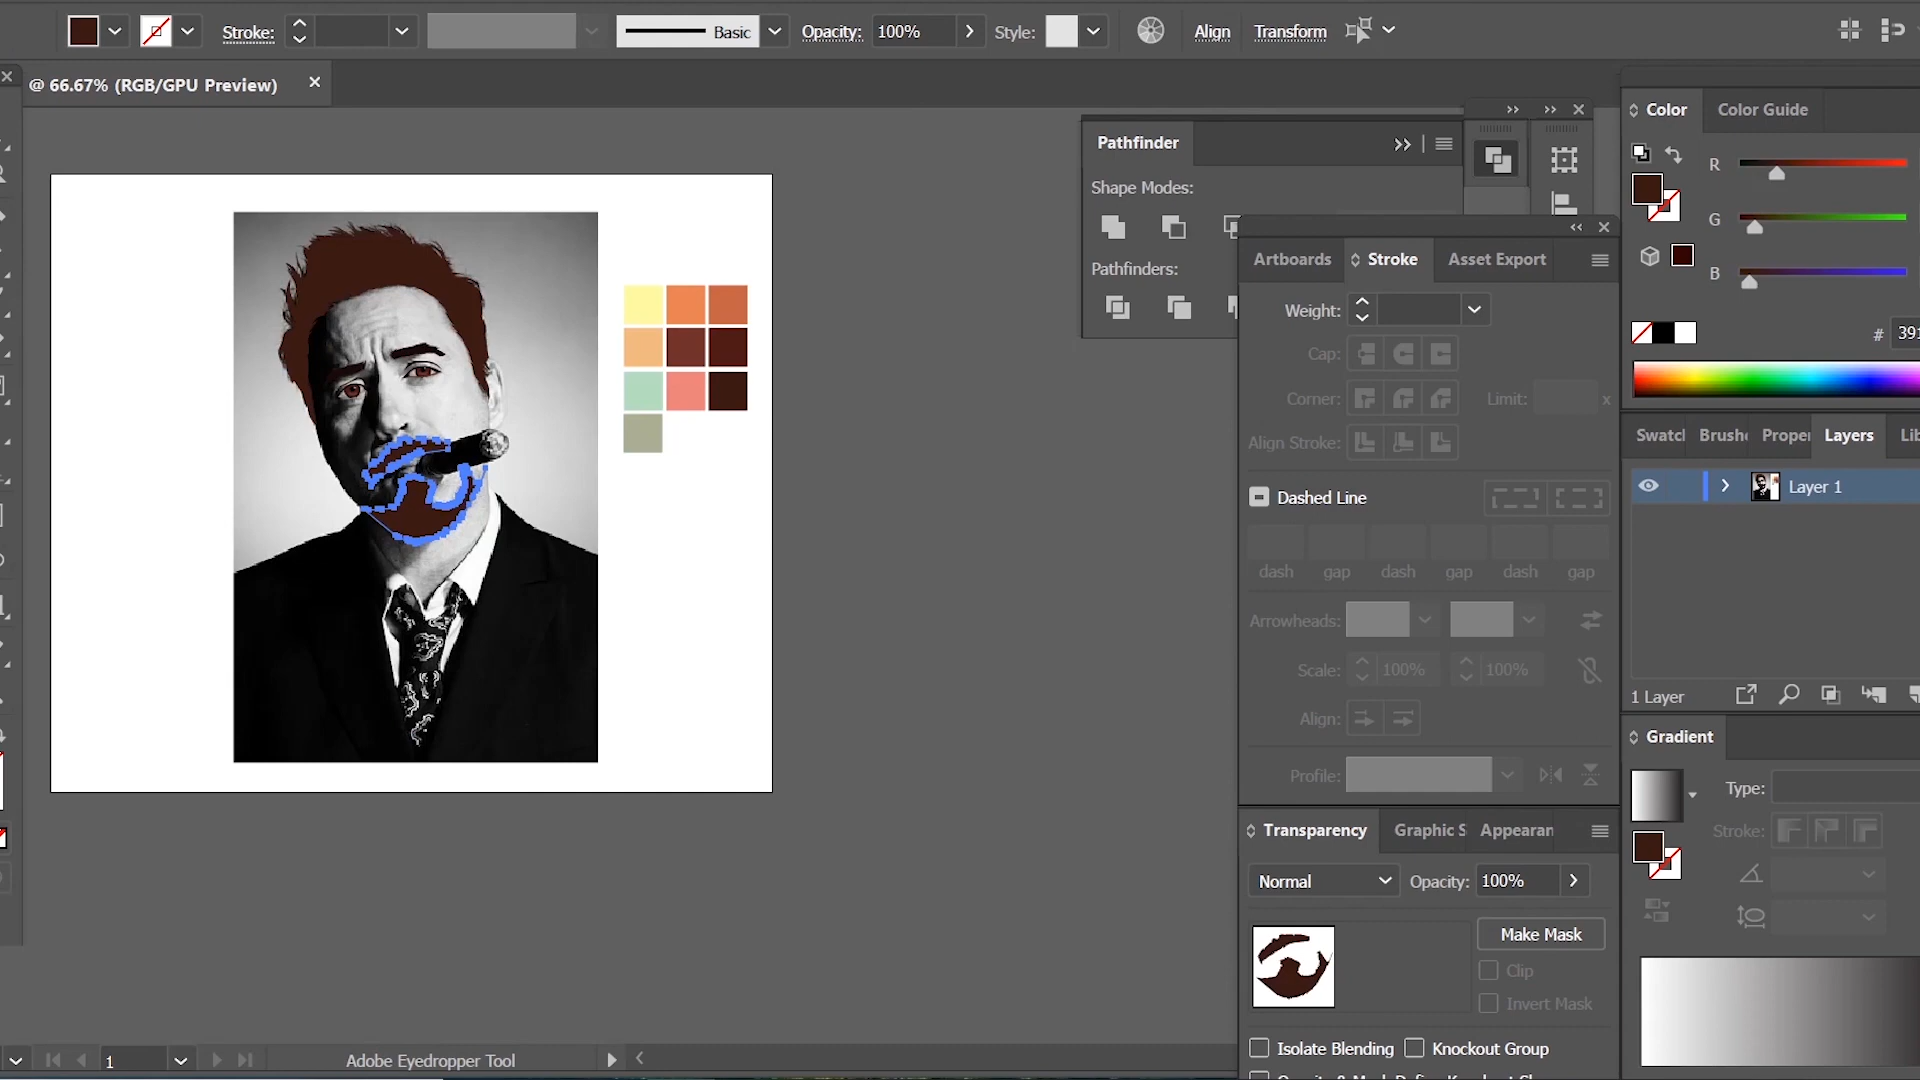 Stroke:
Basic
Opacity:
100%
Style:
Align
Transform
@ 66.67% (RGB/GPU Preview)
Pathfinder
Shape Modes:
Pathfinders:
Artboards
Stroke
Asset Export
Weight:
Cap:
Corner:
Limit:
x
Align Stroke:
Dashed Line
dash
gap
dash
gap
dash
gap
Arrowheads:
Scale:
100%
100%
Align:
Profile:
Transparency
Graphic S
Appearan
Normal
Opacity:
100%
Make Mask
Clip
Invert Mask
Isolate Blending
Knockout Group
Color
Color Guide
R
G
B
#
391
Swatc
Brush
Proper
Layers
Lib
Layer 1
1 Layer
Gradient
Type:
Stroke:
1
Adobe Eyedropper Tool